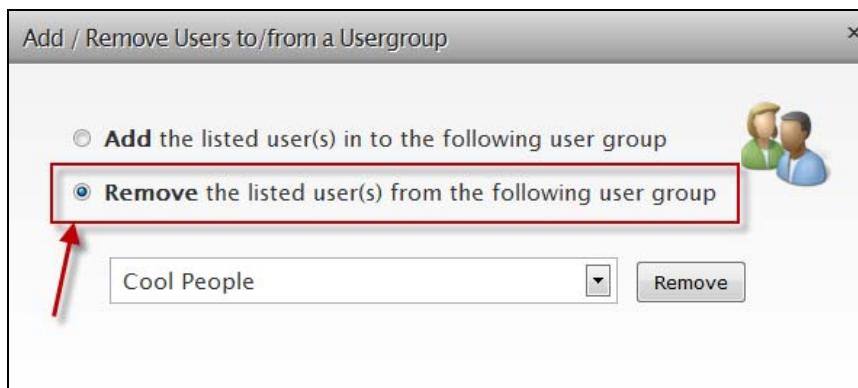 Add / Remove Users to/from a Usergroup
Add the listed user(s) in to the following user group
Remove the listed user(s) from the following user group
Cool People
Remove